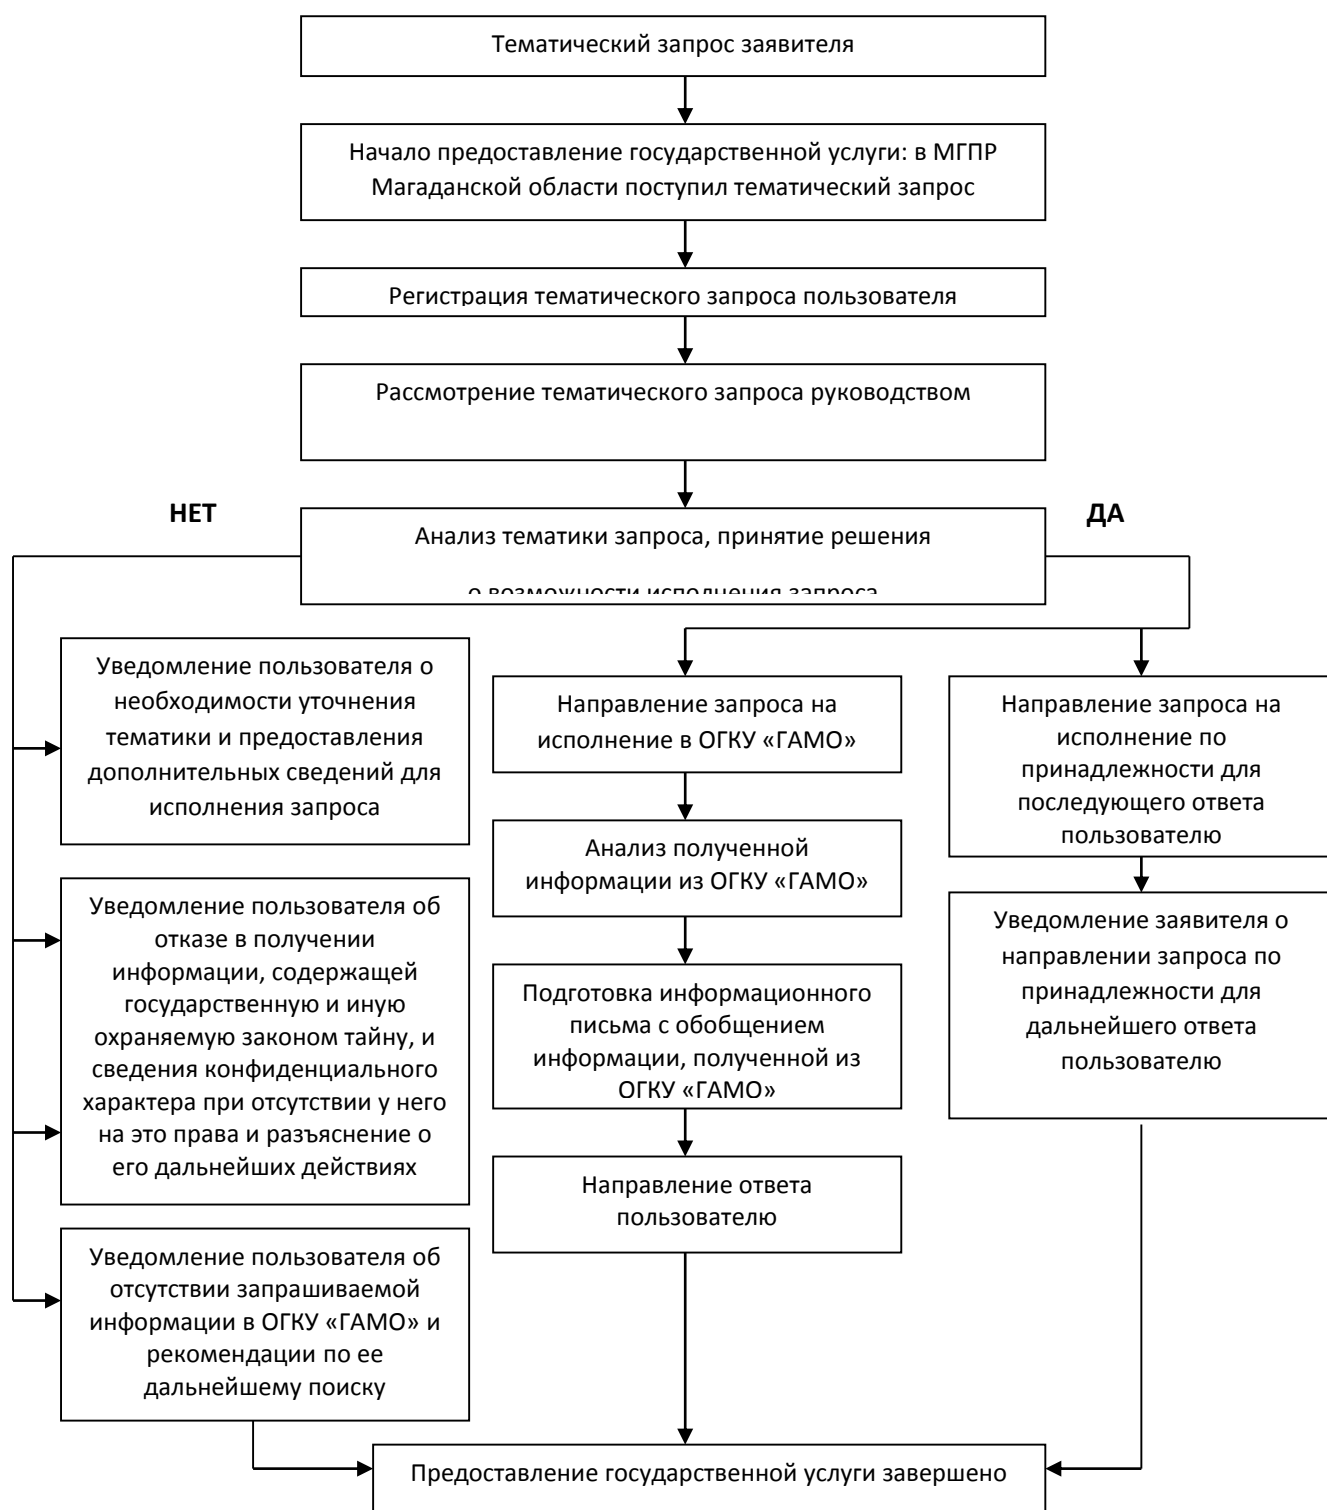 Тематический запрос заявителя
Начало предоставление государственной услуги: в МГПР
Магаданской области поступил тематический запрос
Регистрация тематического запроса пользователя
Рассмотрение тематического запроса руководством
НЕТ
ДА
Анализ тематики запроса, принятие решения
о возможности исполнения запроса
Уведомление пользователя о
необходимости уточнения
тематики и предоставления
дополнительных сведений для
исполнения запроса
Уведомление пользователя об
отказе в получении
информации, содержащей
государственную и иную
охраняемую законом тайну, и
сведения конфиденциального
характера при отсутствии у него
на это права и разъяснение о
его дальнейших действиях
Уведомление пользователя об
отсутствии запрашиваемой
информации в ОГКУ «ГАМО» и
рекомендации по ее
дальнейшему поиску
Направление запроса на
исполнение в ОГКУ «ГАМО»
Анализ полученной
информации из ОГКУ «ГАМО»
Подготовка информационного
письма с обобщением
информации, полученной из
ОГКУ «ГАМО»
Направление ответа
пользователю
Направление запроса на
исполнение по
принадлежности для
последующего ответа
пользователю
Уведомление заявителя о
направлении запроса по
принадлежности для
дальнейшего ответа
пользователю
Предоставление государственной услуги завершено